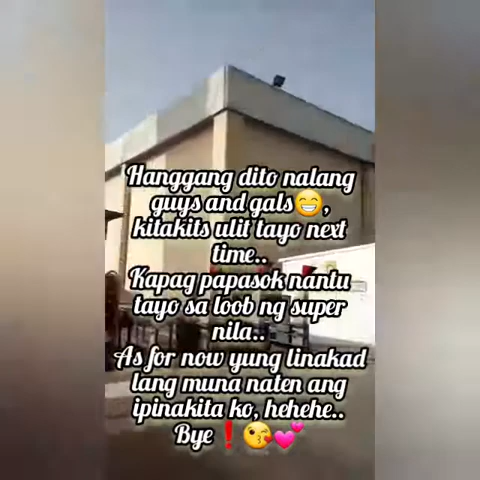 Hanggang dito nalang
guys and gals😁,
kitakits ulit tayo next
time..
Kapag papasok nantu
tayo sa loob ng super
nila..
As for now yung linakad
lang muna naten ang
ipinakita ko, hehehe..
Bye❗😘💕